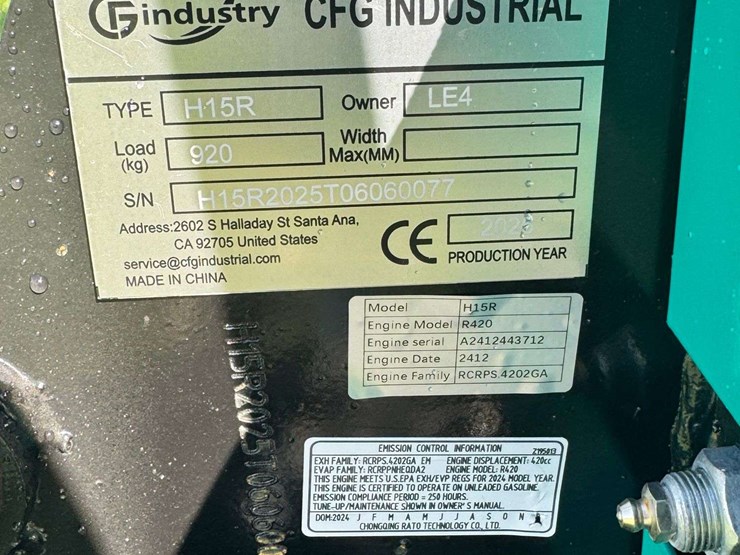 CFG industry CFG INDUSTRIAL
TYPE H15R Owner LE4
Load (kg) 920 Width Max(MM)
S/N H15R2025T06060077
Address:2602 S Halladay St Santa Ana,
CA 92705 United States
service@cfgindustrial.com
MADE IN CHINA
CE 2025 PRODUCTION YEAR
Model H15R
Engine Model R420
Engine serial A2412443712
Engine Date 2412
Engine Family RCRPS.4202GA
H15R2025T06060
EMISSION CONTROL INFORMATION Z195013
EXH FAMILY: RCRPS.4202GA EM ENGINE DISPLACEMENT: 420cc
EVAP FAMILY: RCRPPNHEQDA2 ENGINE MODEL: R420
THIS ENGINE MEETS U.S.EPA EXH/EVP REGS FOR 2024 MODEL YEAR.
THIS ENGINE IS CERTIFIED TO OPERATE ON UNLEADED GASOLINE.
EMISSION COMPLIANCE PERIOD = 250 HOURS.
TUNE-UP/MAINTENANCE SHOWN IN OWNER'S MANUAL.
DOM:2024 J F M A M J J A S O N
CHONGQING RATO TECHNOLOGY CO., LTD.